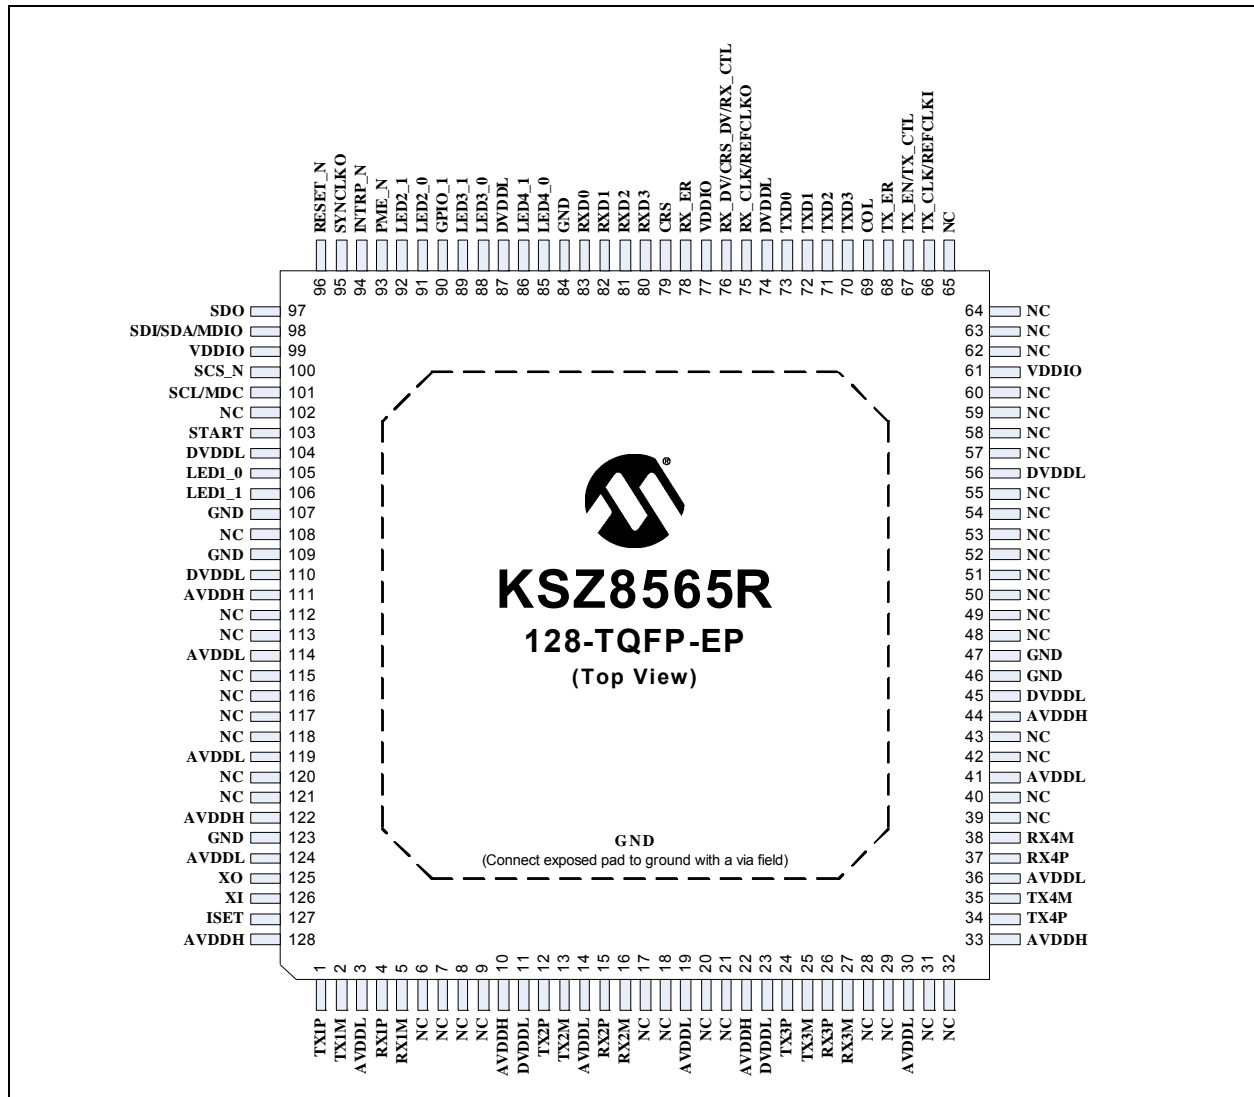 RESET_N
SYNCLKO
INTRP_N
PME_N
LED2_1
LED2_0
GPIO_1
LED3_1
LED3_0
DVDDL
LED4_1
LED4_0
GND
RXD0
RXD1
RXD2
RXD3
CRS
RX_ER
VDDIO
RX_DV/CRS_DV/RX_CTL
RX_CLK/REFCLKO
DVDDL
TXD0
TXD1
TXD2
TXD3
COL
TX_ER
TX_EN/TX_CTL
TX_CLK/REFCLKI
NC
96
95
94
93
92
91
90
89
88
87
86
85
84
83
82
81
80
79
78
77
76
75
74
73
72
71
70
69
68
67
66
65
SDO 97
SDI/SDA/MDIO 98
VDDIO 99
SCS_N 100
SCL/MDC 101
NC 102
START 103
DVDDL 104
LED1_0 105
LED1_1 106
GND 107
NC 108
GND 109
DVDDL 110
AVDDH 111
NC 112
NC 113
AVDDL 114
NC 115
NC 116
NC 117
NC 118
AVDDL 119
NC 120
NC 121
AVDDH 122
GND 123
AVDDL 124
XO 125
XI 126
ISET 127
AVDDH 128
®
KSZ8565R
128-TQFP-EP
(Top View)
GND
(Connect exposed pad to ground with a via field)
64 NC
63 NC
62 NC
61 VDDIO
60 NC
59 NC
58 NC
57 NC
56 DVDDL
55 NC
54 NC
53 NC
52 NC
51 NC
50 NC
49 NC
48 NC
47 GND
46 GND
45 DVDDL
44 AVDDH
43 NC
42 NC
41 AVDDL
40 NC
39 NC
38 RX4M
37 RX4P
36 AVDDL
35 TX4M
34 TX4P
33 AVDDH
1
2
3
4
5
6
7
8
9
10
11
12
13
14
15
16
17
18
19
20
21
22
23
24
25
26
27
28
29
30
31
32
TX1P
TX1M
AVDDL
RX1P
RX1M
NC
NC
NC
NC
AVDDH
DVDDL
TX2P
TX2M
AVDDL
RX2P
RX2M
NC
NC
AVDDL
NC
NC
AVDDH
DVDDL
TX3P
TX3M
RX3P
RX3M
NC
NC
AVDDL
NC
NC